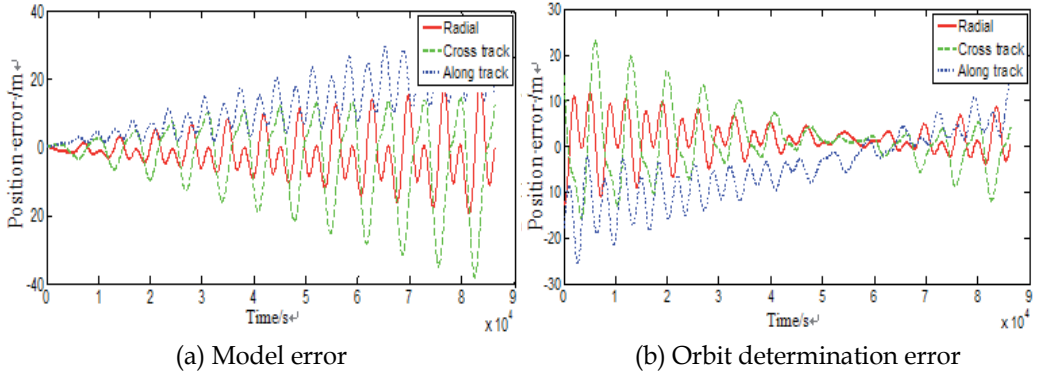 40
20
0
20
40
Position error/m↵
0 1 2 3 4 5 6 7 8 9
Time/s↵
x 10^4
Radial
Cross track
Along track
(a) Model error
30
20
10
0
-10
-20
-30
Position error/m↵
0 1 2 3 4 5 6 7 8 9
Time/s↵
x 10^4
Radial
Cross track
Along track
(b) Orbit determination error